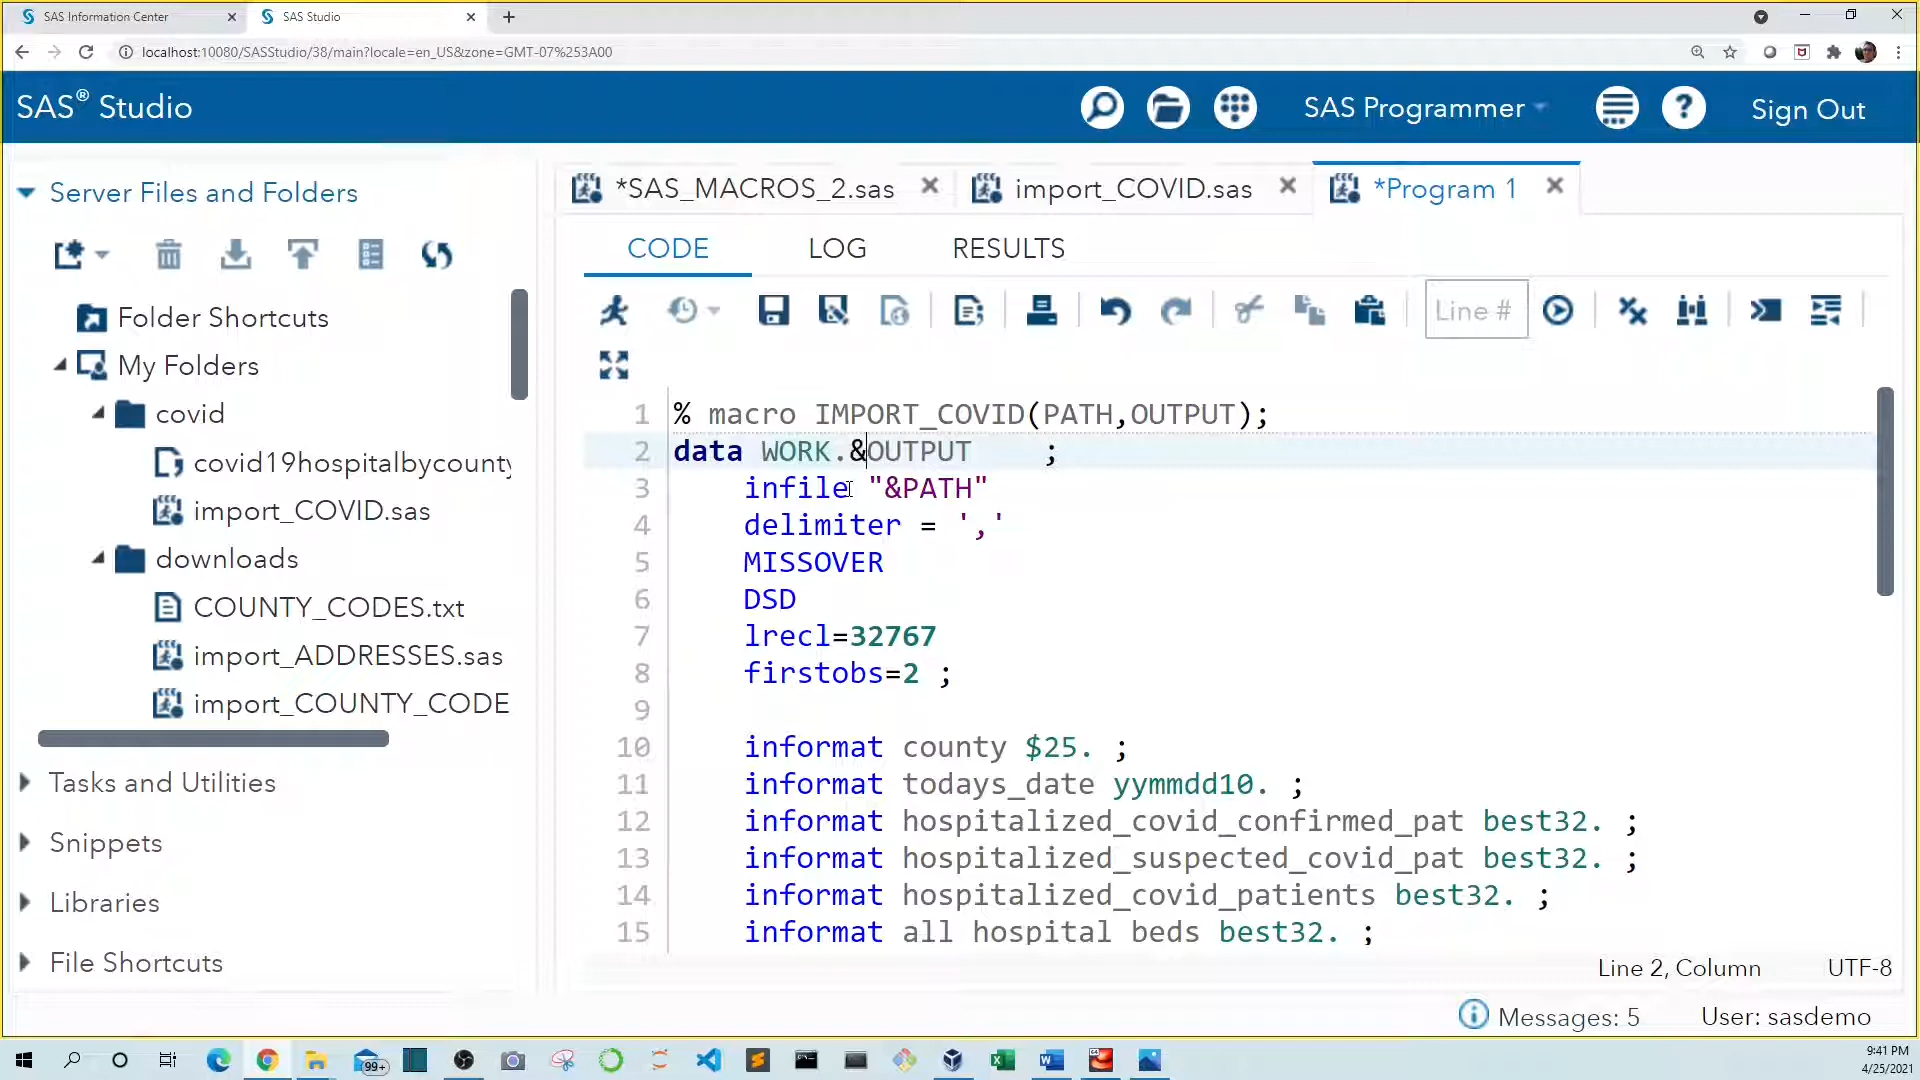 SAS Information Center
SAS Studio
localhost:10080/SASStudio/38/main?locale=en_US&zone=GMT-07%253A00
SAS® Studio
SAS Programmer
Sign Out
Server Files and Folders
Folder Shortcuts
My Folders
covid
covid19hospitalbycounty
import_COVID.sas
downloads
COUNTY_CODES.txt
import_ADDRESSES.sas
import_COUNTY_CODE
Tasks and Utilities
Snippets
Libraries
File Shortcuts
*SAS_MACROS_2.sas
import_COVID.sas
*Program 1
CODE
LOG
RESULTS
Line #
1 % macro IMPORT_COVID(PATH,OUTPUT);
2 data WORK.&OUTPUT    ;
3     infile "&PATH"
4     delimiter = ','
5     MISSOVER
6     DSD
7     lrecl=32767
8     firstobs=2 ;
9
10     informat county $25. ;
11     informat todays_date yymmdd10. ;
12     informat hospitalized_covid_confirmed_pat best32. ;
13     informat hospitalized_suspected_covid_pat best32. ;
14     informat hospitalized_covid_patients best32. ;
15     informat all_hospital_beds best32. ;
Line 2, Column
UTF-8
Messages: 5
User: sasdemo
99+
9:41 PM
4/25/2021